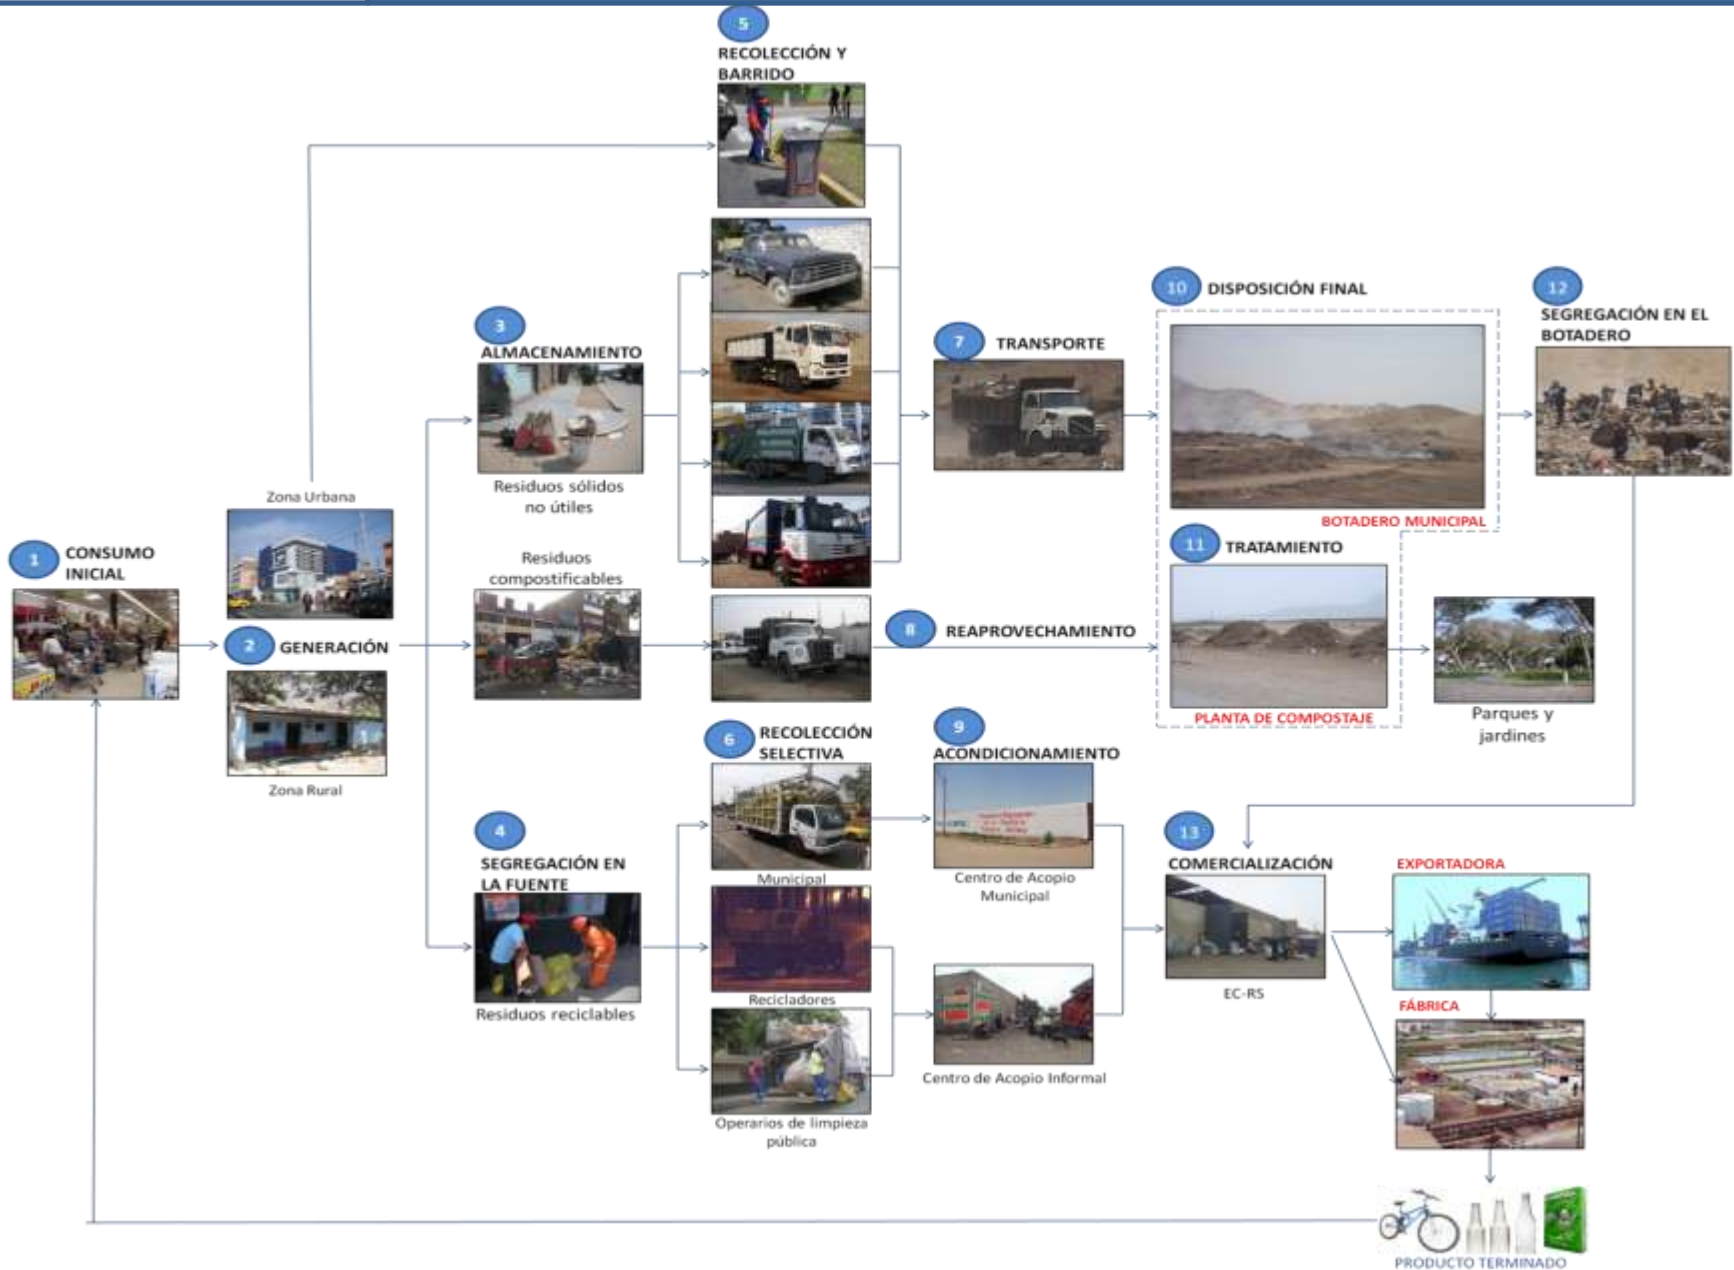 5
RECOLECCIÓN Y
BARRIDO
10
DISPOSICIÓN FINAL
12
SEGREGACIÓN EN EL
BOTADERO
3
ALMACENAMIENTO
7
TRANSPORTE
Residuos sólidos
no útiles
Zona Urbana
BOTADERO MUNICIPAL
1
CONSUMO
INICIAL
Residuos
compostificables
11
TRATAMIENTO
2
GENERACIÓN
8
REAPROVECHAMIENTO
Zona Rural
6
RECOLECCIÓN
SELECTIVA
9
ACONDICIONAMIENTO
PLANTA DE COMPOSTAJE
Parques y
jardines
4
SEGREGACIÓN EN
LA FUENTE
Municipal
Centro de Acopio
Municipal
13
COMERCIALIZACIÓN
EXPORTADORA
Residuos reciclables
Recicladores
EC-RS
FÁBRICA
Centro de Acopio Informal
Operarios de limpieza
pública
PRODUCTO TERMINADO